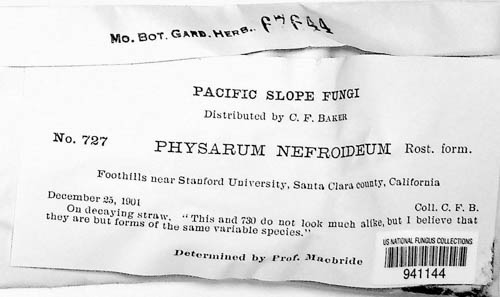 MO. BOT. GARD. HERB.
PACIFIC SLOPE FUNGI
Distributed by C. F. BAKER
No. 727 PHYSARUM NEFROIDEUM Rost. form.
Foothills near Stanford University, Santa Clara county, California
December 25, 1901 Coll. C. F. B.
On decaying straw. "This and 730 do not look much alike, but I believe that
they are but forms of the same variable species."
Determined by Prof. Macbride
US NATIONAL FUNGUS COLLECTIONS
941144